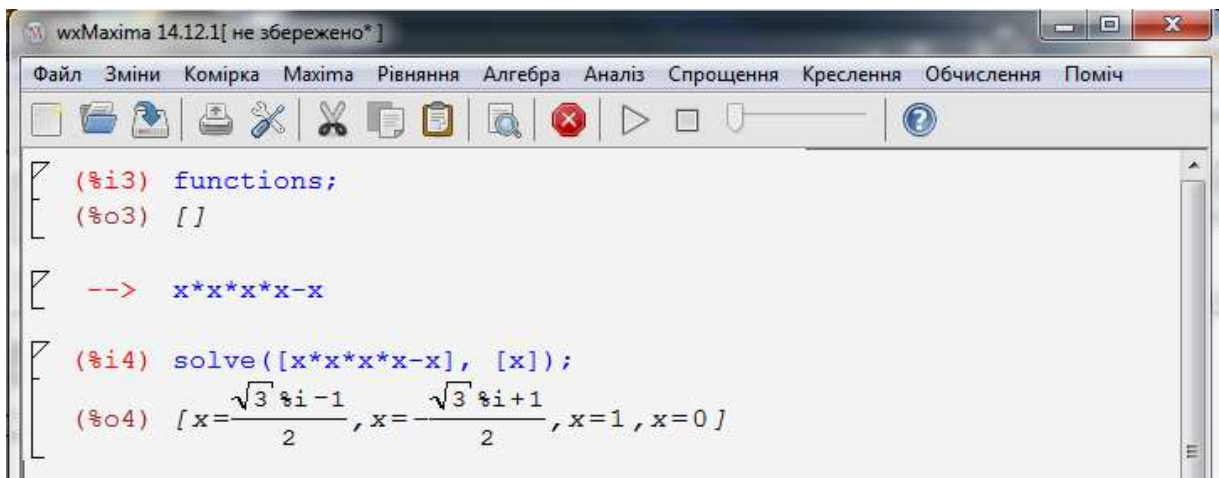 wxMaxima 14.12.1[ не збережено* ]
Файл Зміни Комірка Maxima Рівняння Алгебра Аналіз Спрощення Креслення Обчислення Поміч
(%i3) functions;
(%o3) []
--> x*x*x*x-x
(%i4) solve([x*x*x*x-x], [x]);
(%o4) [x=(√3 %i-1)/2, x=-(√3 %i+1)/2, x=1, x=0]